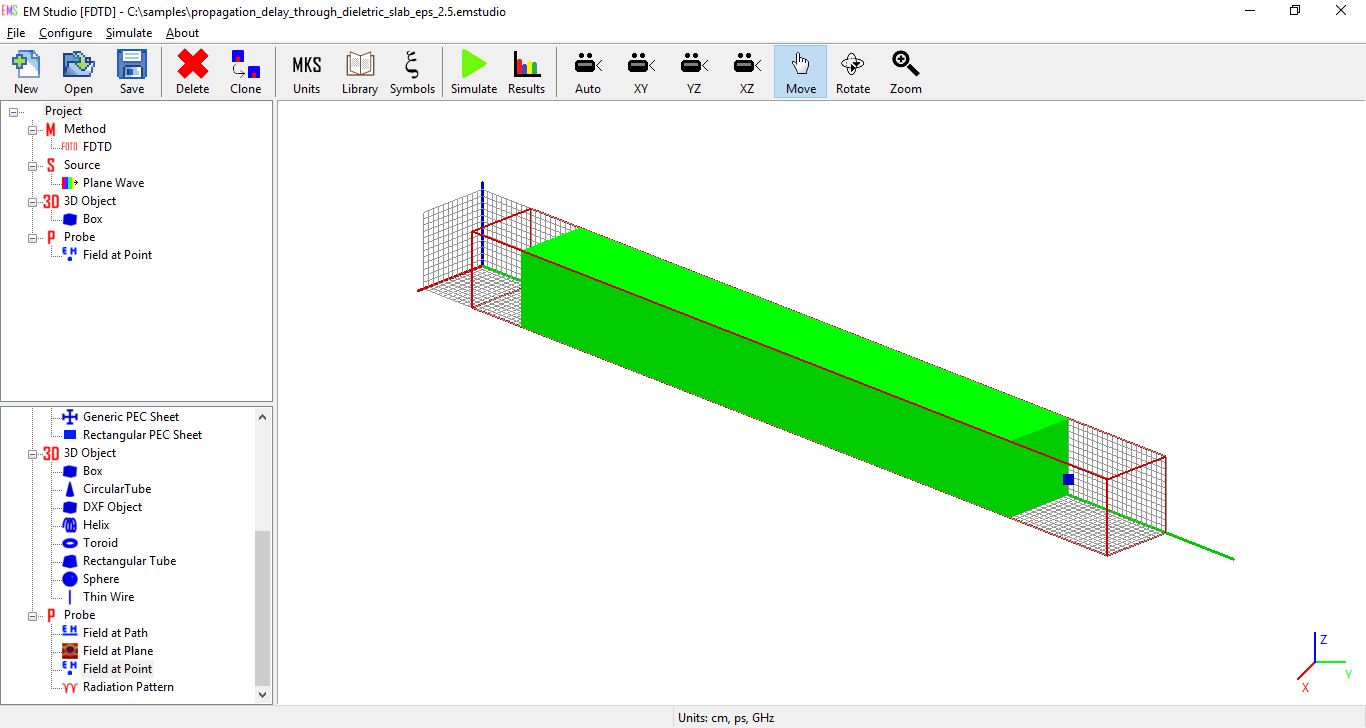 EMS EM Studio [FDTD] - C:\samples\propagation_delay_through_dieletric_slab_eps_2.5.emstudio
File Configure Simulate About
MKS
New Open Save Delete Clone Units Library Symbols Simulate Results Auto XY YZ XZ Move Rotate Zoom
Project
M Method
FDTD FDTD
S Source
Plane Wave
3D 3D Object
Box
P Probe
E M Field at Point
Generic PEC Sheet
Rectangular PEC Sheet
3D 3D Object
Box
CircularTube
DXF Object
Helix
Toroid
Rectangular Tube
Sphere
Thin Wire
P Probe
E M Field at Path
Field at Plane
E M Field at Point
Radiation Pattern
Z
Y
X
Units: cm, ps, GHz